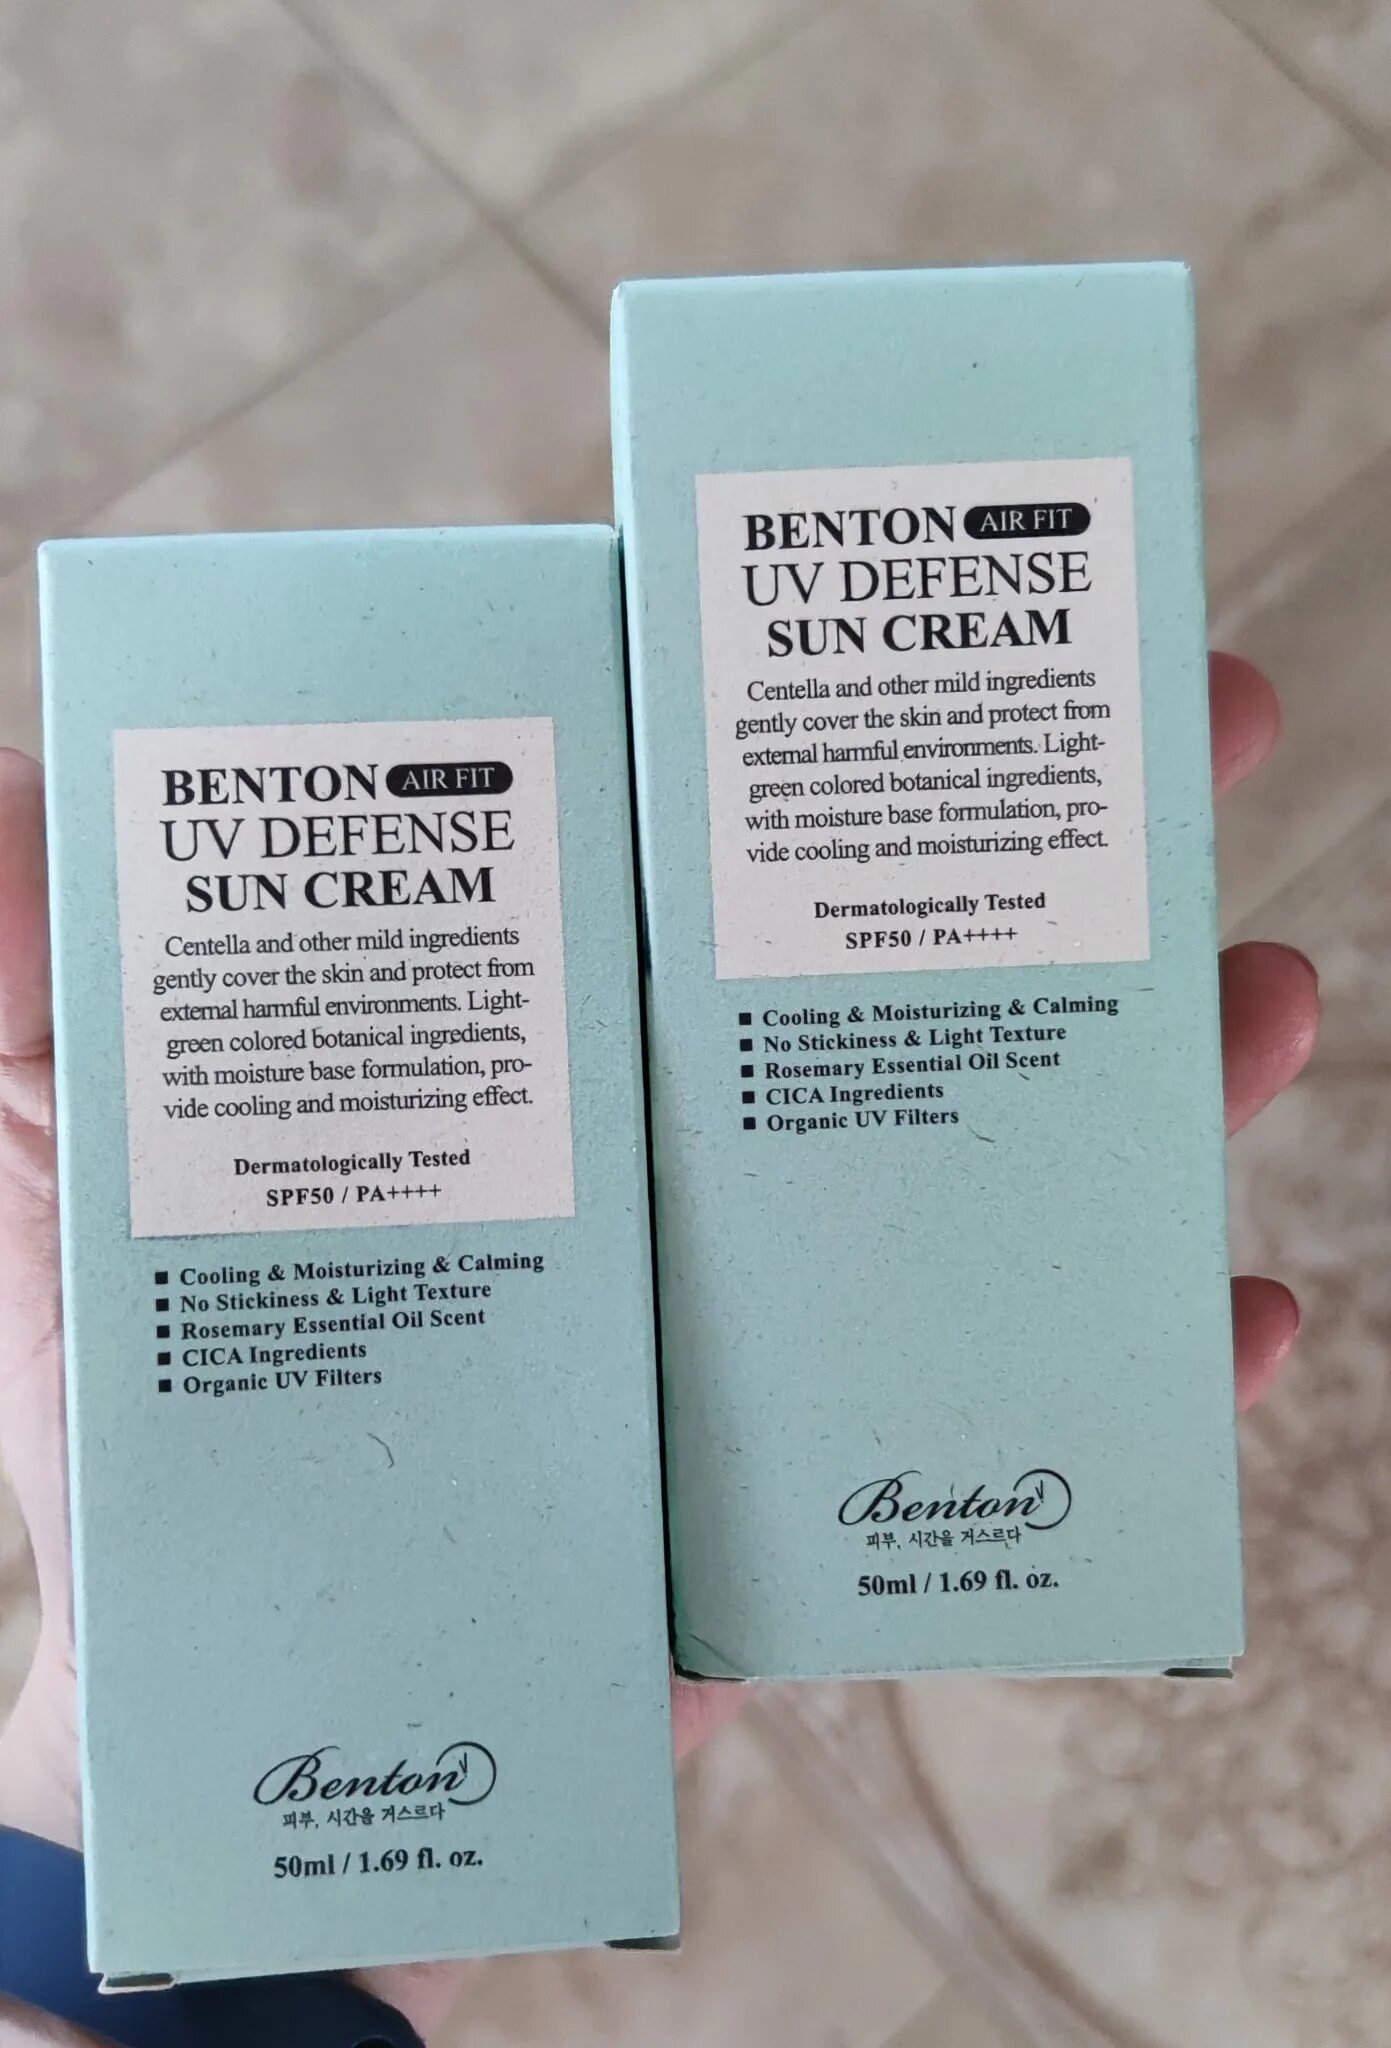 BENTON AIR FIT
UV DEFENSE
SUN CREAM
Centella and other mild ingredients
gently cover the skin and protect from
external harmful environments. Light-
green colored botanical ingredients,
with moisture base formulation, pro-
vide cooling and moisturizing effect.
Dermatologically Tested
SPF50 / PA++++
■ Cooling & Moisturizing & Calming
■ No Stickiness & Light Texture
■ Rosemary Essential Oil Scent
■ CICA Ingredients
■ Organic UV Filters
Benton
피부, 시간을 거스르다
50ml / 1.69 fl. oz.
BENTON AIR FIT
UV DEFENSE
SUN CREAM
Centella and other mild ingredients
gently cover the skin and protect from
external harmful environments. Light-
green colored botanical ingredients,
with moisture base formulation, pro-
vide cooling and moisturizing effect.
Dermatologically Tested
SPF50 / PA++++
■ Cooling & Moisturizing & Calming
■ No Stickiness & Light Texture
■ Rosemary Essential Oil Scent
■ CICA Ingredients
■ Organic UV Filters
Benton
피부, 시간을 거스르다
50ml / 1.69 fl. oz.